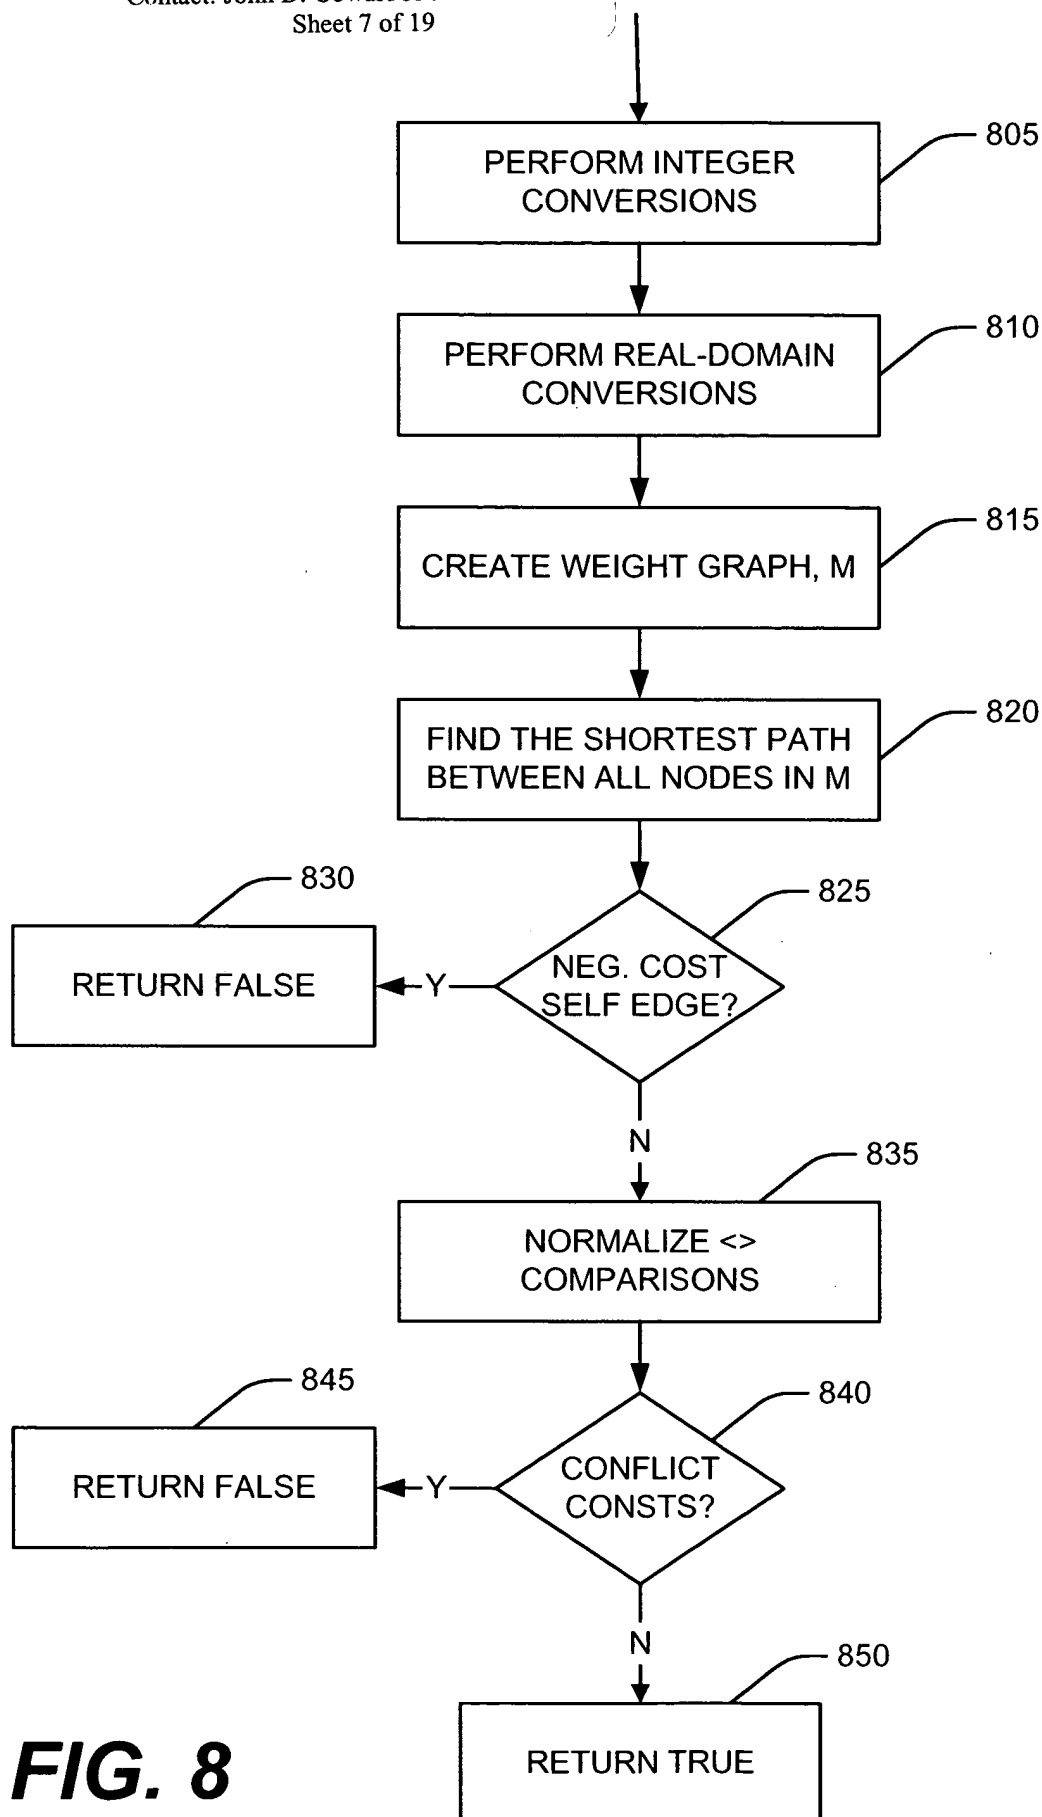 Contact: John D.
Sheet 7 of 19
805
PERFORM INTEGER
CONVERSIONS
810
PERFORM REAL-DOMAIN
CONVERSIONS
815
CREATE WEIGHT GRAPH, M
820
FIND THE SHORTEST PATH
BETWEEN ALL NODES IN M
830
825
RETURN FALSE
Y
NEG. COST
SELF EDGE?
N
835
NORMALIZE <>
COMPARISONS
845
840
RETURN FALSE
Y
CONFLICT
CONSTS?
N
850
RETURN TRUE
FIG. 8